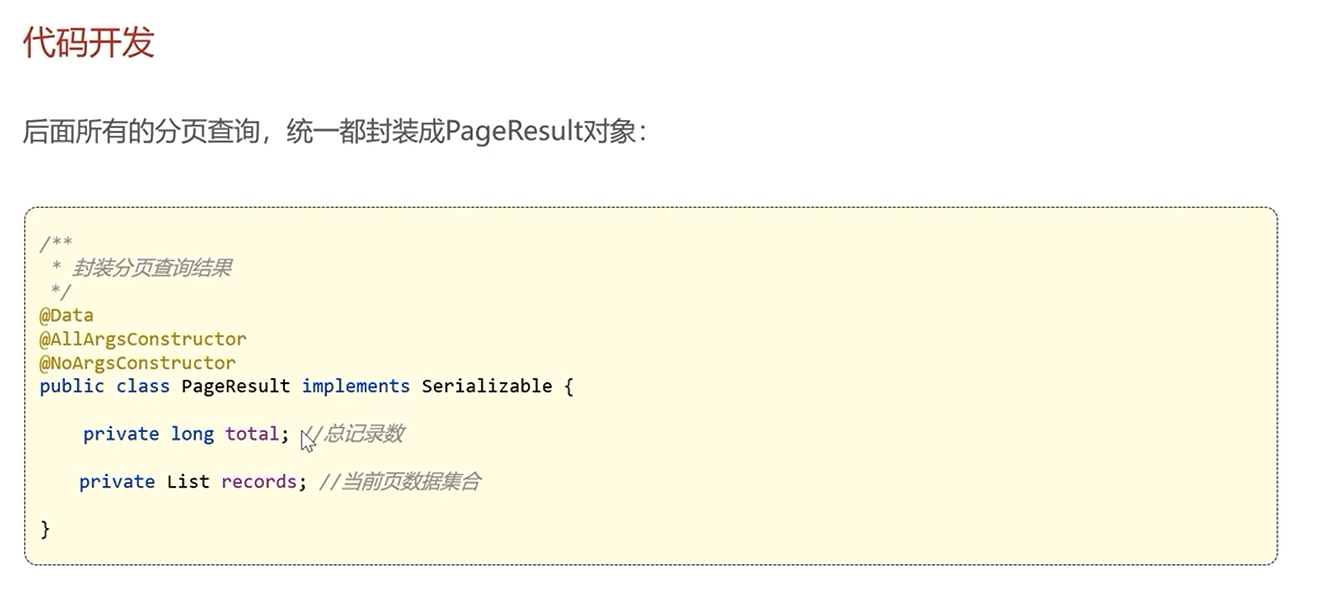 代码开发
后面所有的分页查询，统一都封装成PageResult对象：
/**
 * 封装分页查询结果
 */
@Data
@AllArgsConstructor
@NoArgsConstructor
public class PageResult implements Serializable {
    private long total; //总记录数
    private List records; //当前页数据集合
}